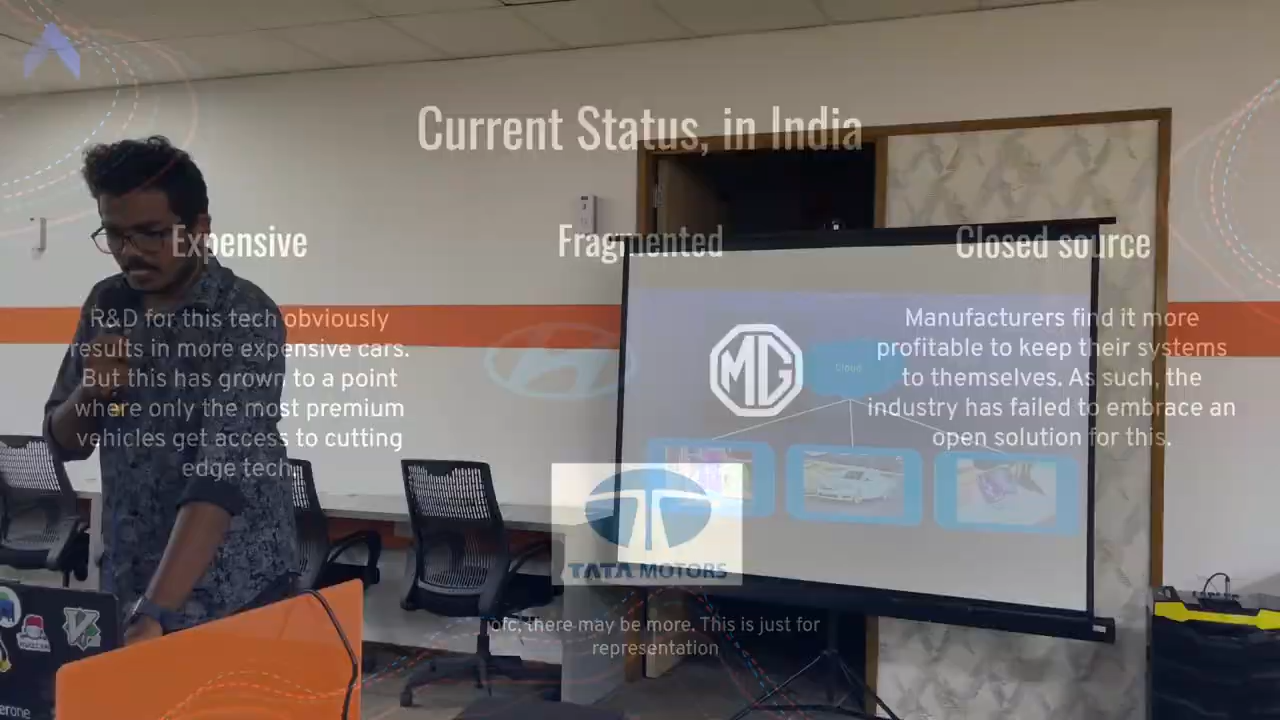 Current Status, in India
Expensive
R&D for this tech obviously
results in more expensive cars.
But this has grown to a point
where only the most premium
vehicles get access to cutting
edge tech
Fragmented
MG
TATA MOTORS
ofc, there may be more. This is just for
representation
Closed source
Manufacturers find it more
profitable to keep their systems
to themselves. As such, the
industry has failed to embrace an
open solution for this.
Cloud